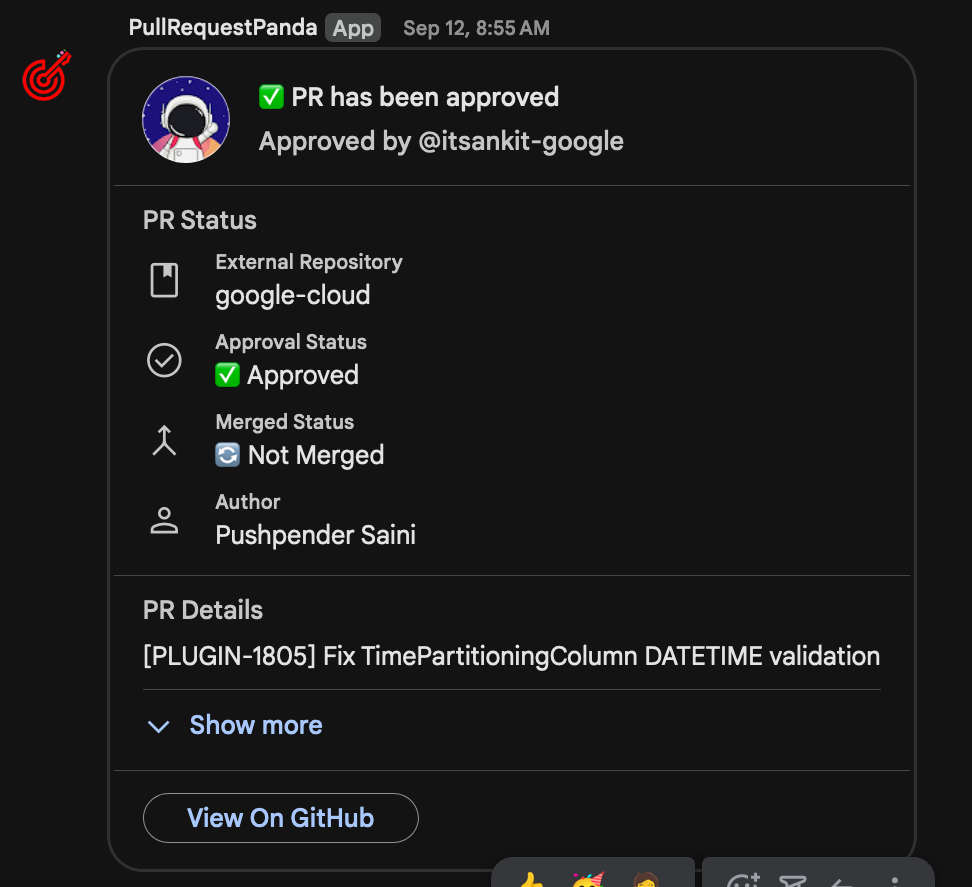 PullRequestPanda App Sep 12, 8:55 AM
✅ PR has been approved
Approved by @itsankit-google
PR Status
External Repository
google-cloud
Approval Status
✅ Approved
Merged Status
🔄 Not Merged
Author
Pushpender Saini
PR Details
[PLUGIN-1805] Fix TimePartitioningColumn DATETIME validation
Show more
View On GitHub